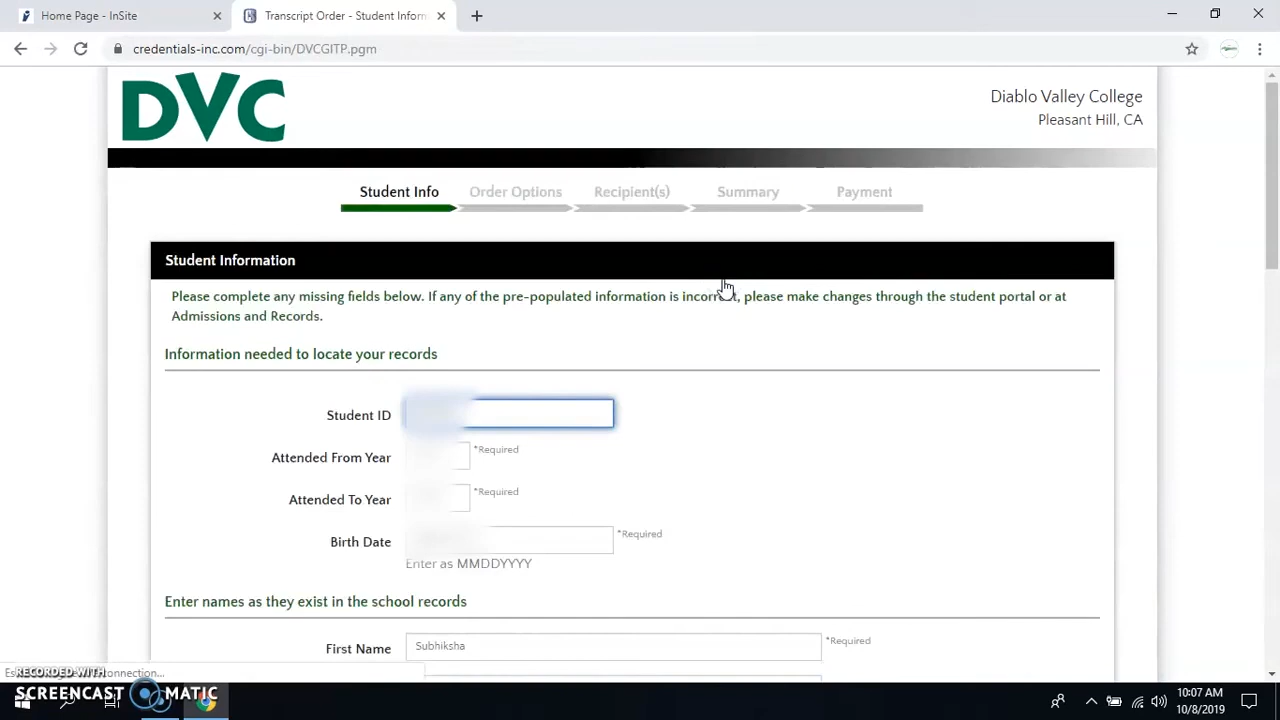 Home Page - InSite
Transcript Order - Student Inform
credentials-inc.com/cgi-bin/DVCGITP.pgm
DVC
Diablo Valley College
Pleasant Hill, CA
Student Info
Order Options
Recipient(s)
Summary
Payment
Student Information
Please complete any missing fields below. If any of the pre-populated information is incorrect, please make changes through the student portal or at
Admissions and Records.
Information needed to locate your records
Student ID
Attended From Year
*Required
Attended To Year
*Required
Birth Date
*Required
Enter as MMDDYYYY
Enter names as they exist in the school records
First Name
Subhiksha
*Required
connection...
RECORDED WITH
SCREENCAST MATIC
10:07 AM
10/8/2019